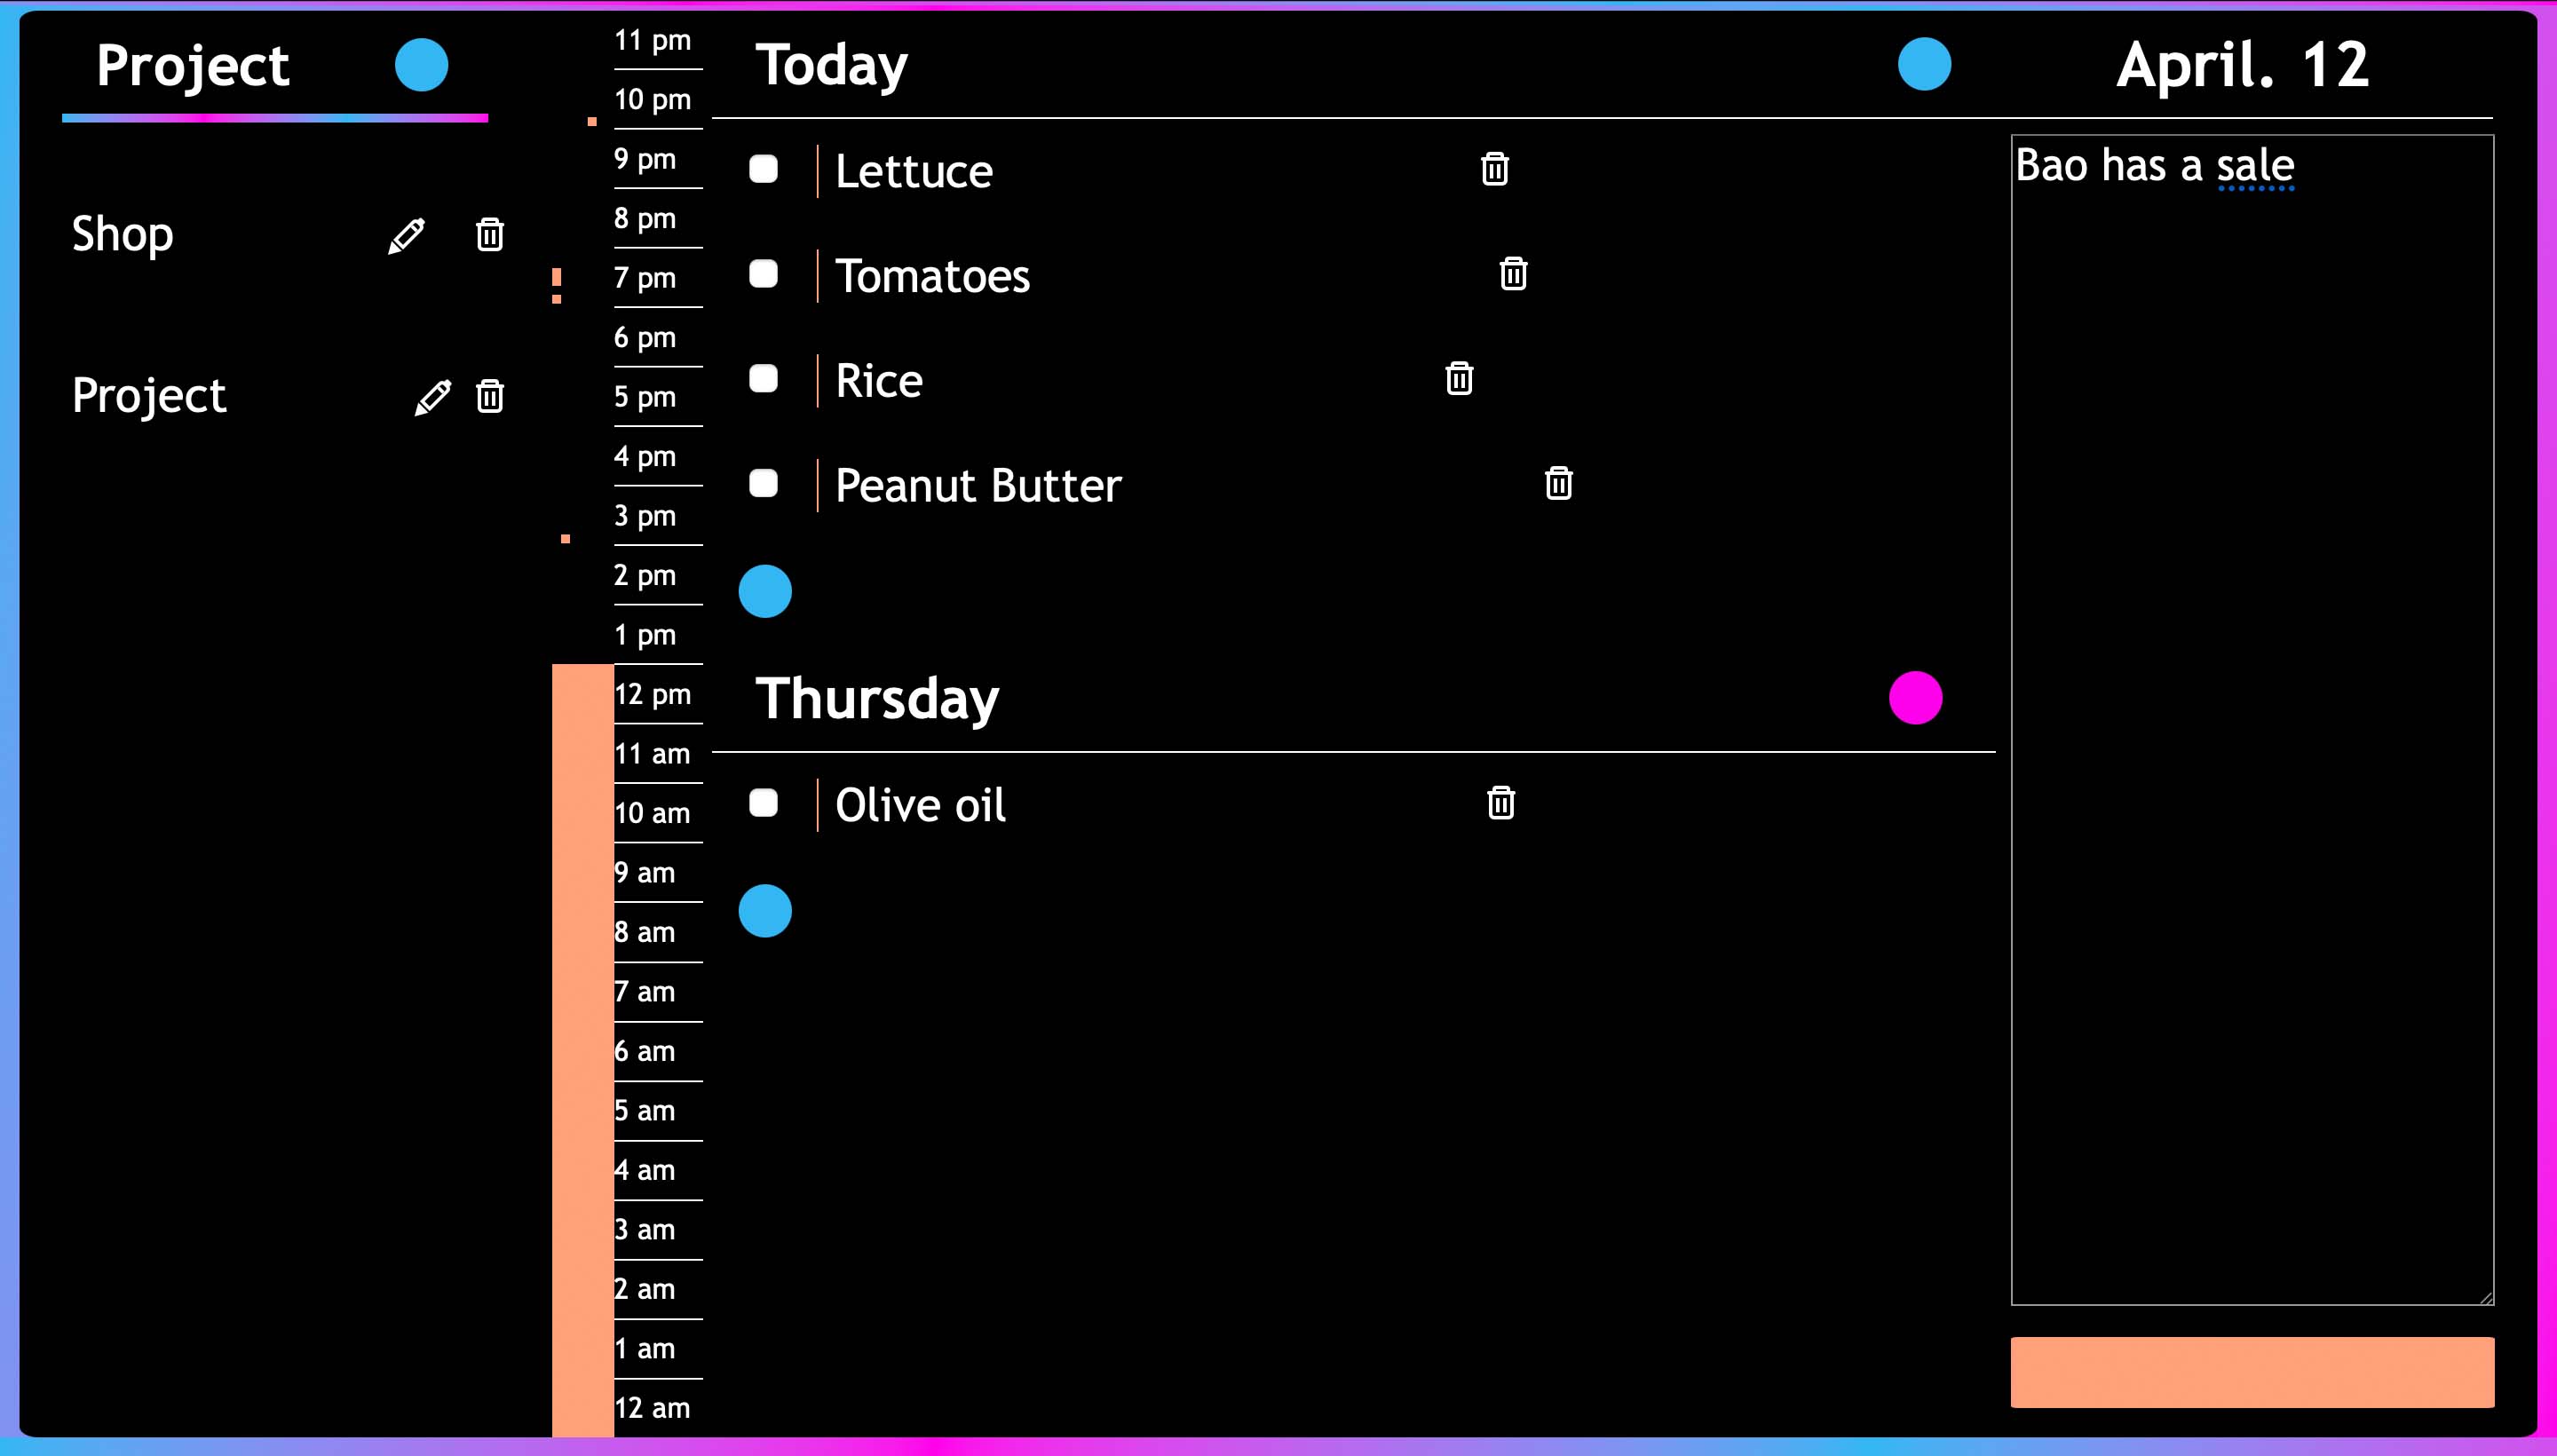 Project
Shop
Project
11 pm
10 pm
9 pm
8 pm
7 pm
6 pm
5 pm
4 pm
3 pm
2 pm
1 pm
12 pm
11 am
10 am
9 am
8 am
7 am
6 am
5 am
4 am
3 am
2 am
1 am
12 am
Today
Lettuce
Tomatoes
Rice
Peanut Butter
Thursday
Olive oil
April. 12
Bao has a sale